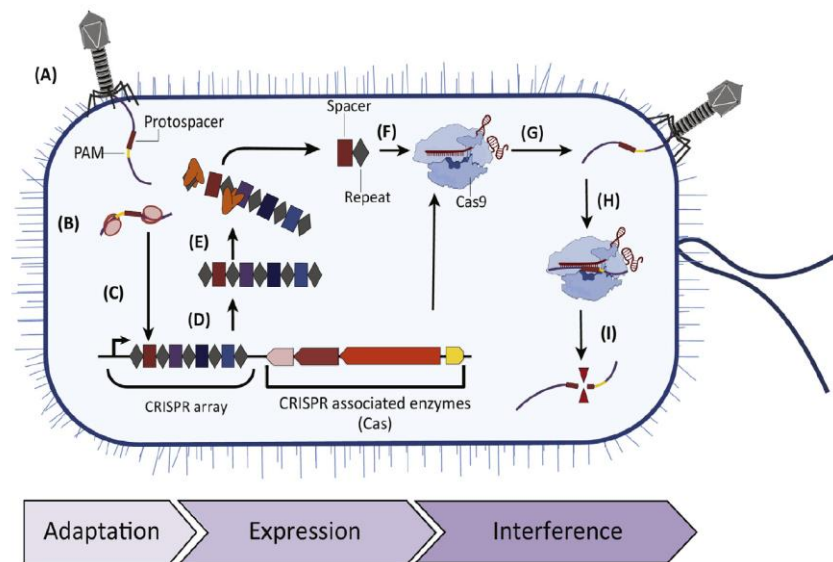 (A)
Protospacer
PAM
(B)
(C)
(D)
(E)
Spacer
(F)
Repeat
Cas9
(G)
(H)
(I)
CRISPR array
CRISPR associated enzymes
(Cas)
Adaptation
Expression
Interference